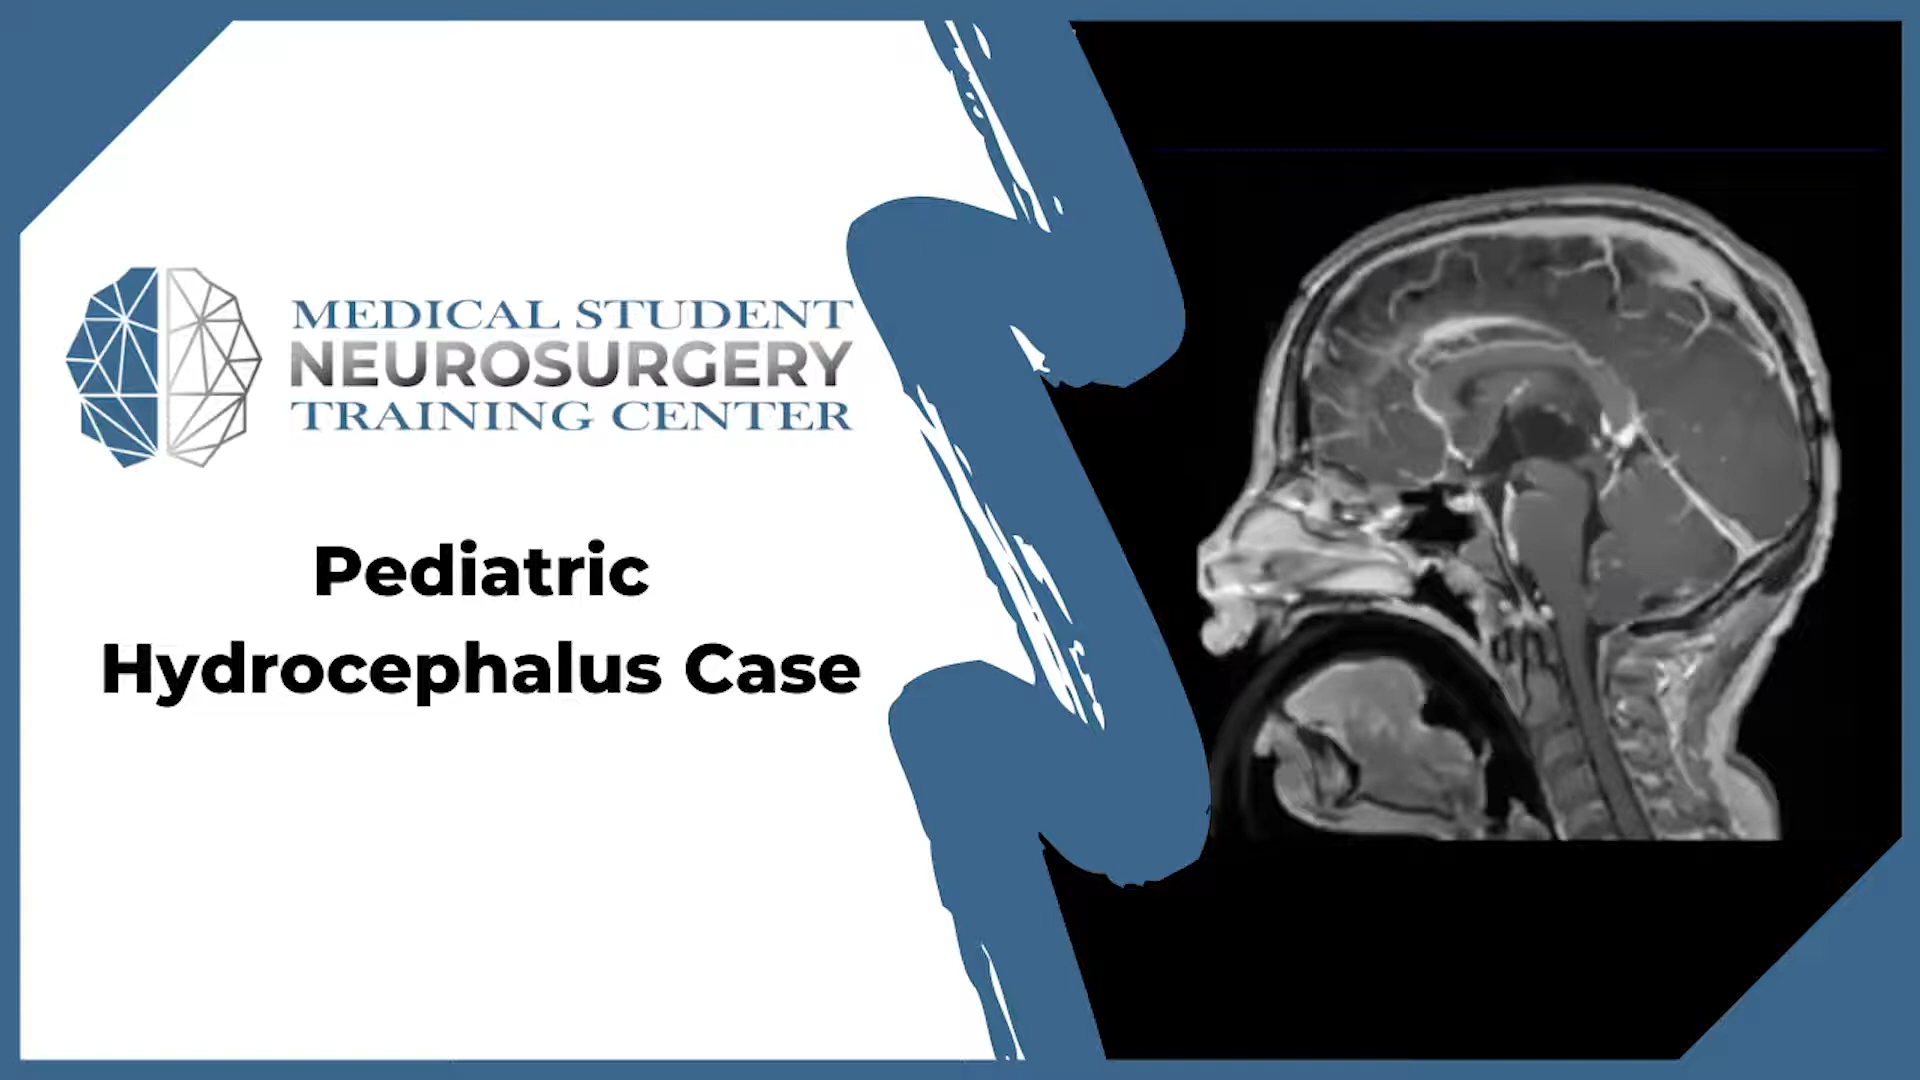 MEDICAL STUDENT
NEUROSURGERY
TRAINING CENTER
Pediatric
Hydrocephalus Case